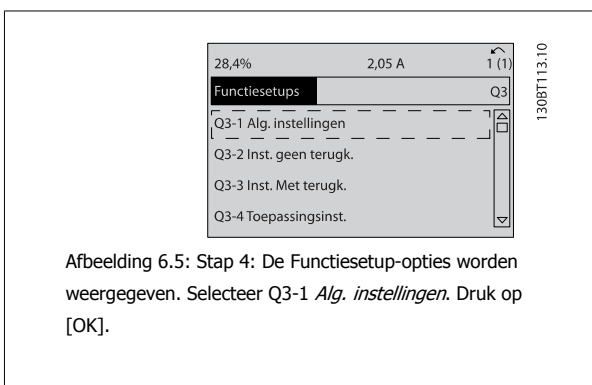 28,4% 2,05 A 1 (1)
Functiesetups Q3
Q3-1 Alg. instellingen
Q3-2 Inst. geen terugk.
Q3-3 Inst. Met terugk.
Q3-4 Toepassingsinst.
130BT113.10
Afbeelding 6.5: Stap 4: De Functiesetup-opties worden
weergegeven. Selecteer Q3-1 Alg. instellingen. Druk op
[OK].